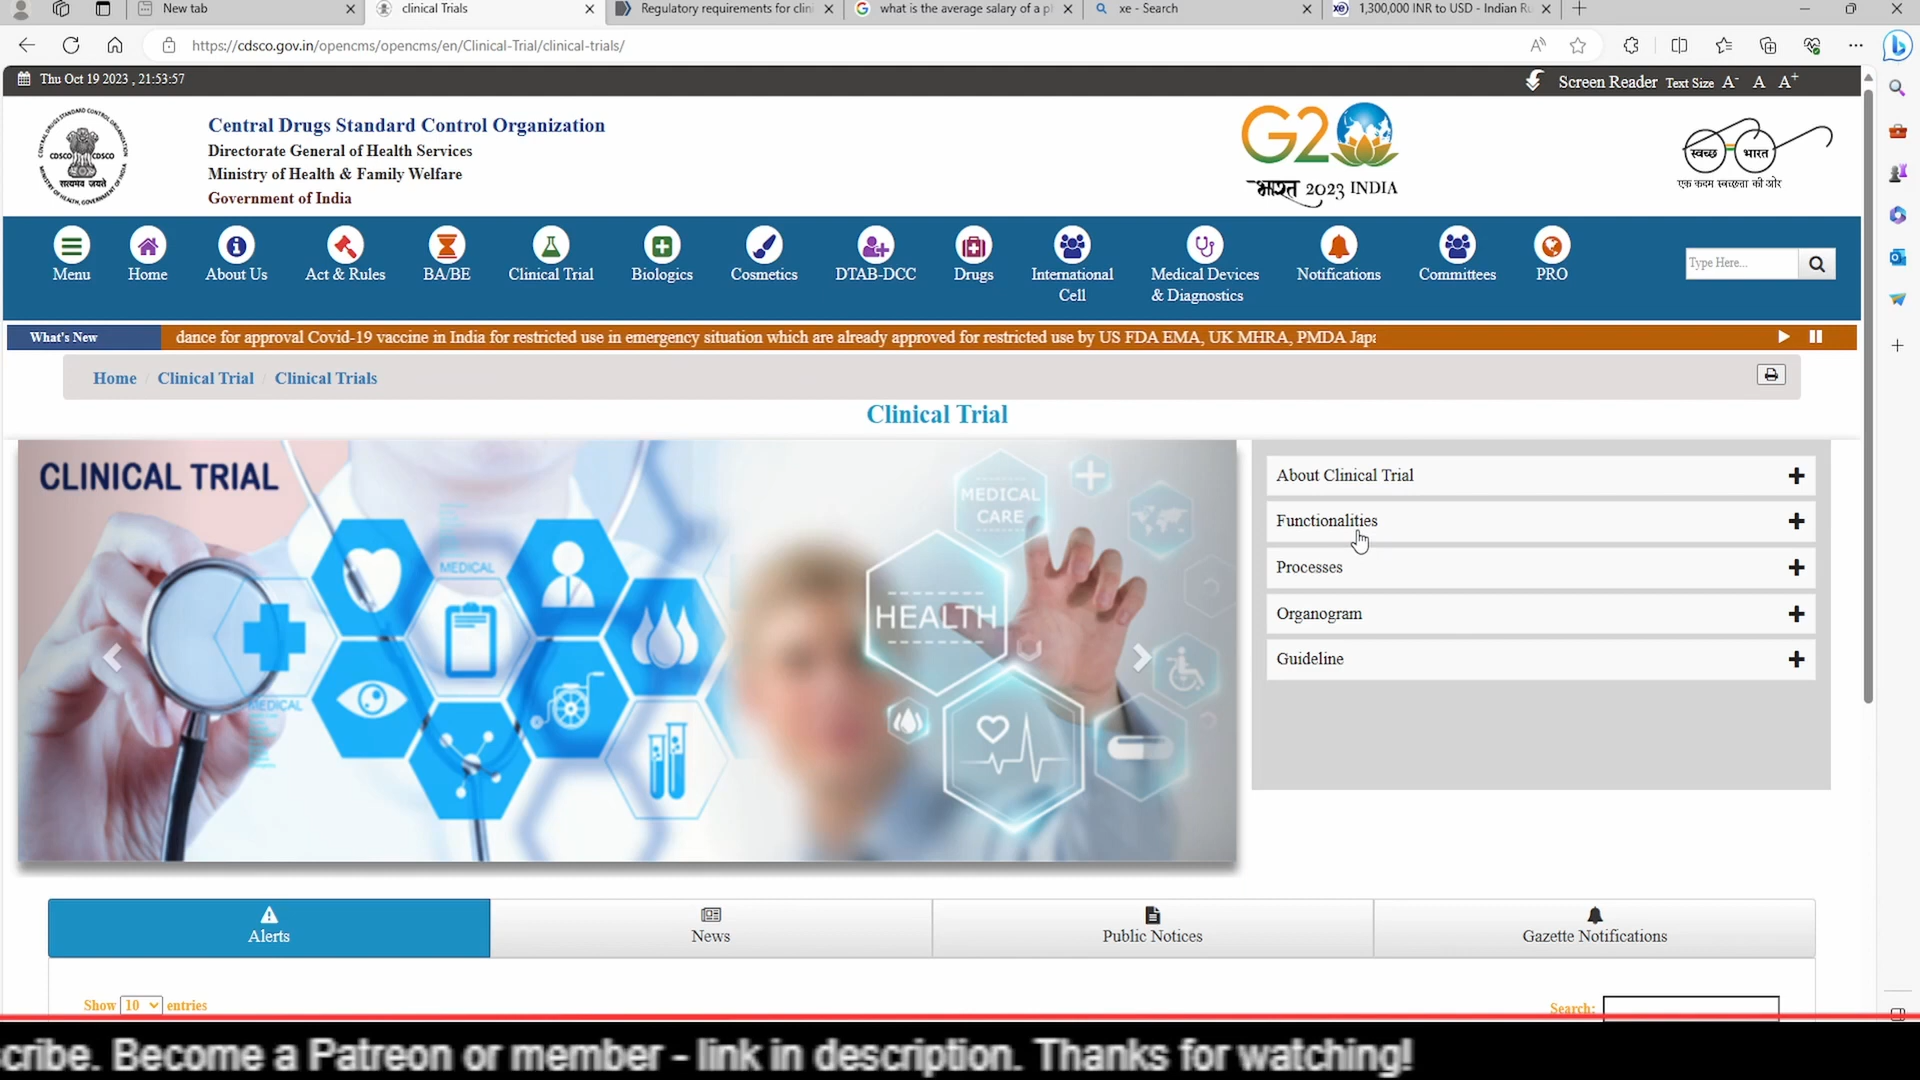 New tab
clinical Trials
Regulatory requirements for clini
what is the average salary of a p
xe - Search
1,300,000 INR to USD - Indian R
https://cdsco.gov.in/opencms/opencms/en/Clinical-Trial/clinical-trials/
Thu Oct 19 2023 , 21:53:57
Screen Reader Text Size A- A A+
Central Drugs Standard Control Organization
Directorate General of Health Services
Ministry of Health & Family Welfare
Government of India
CDSCO CDSCO
सत्यमेव जयते
G20
भारत 2023 INDIA
स्वच्छ भारत
एक कदम स्वच्छता की ओर
Menu
Home
About Us
Act & Rules
BA/BE
Clinical Trial
Biologics
Cosmetics
DTAB-DCC
Drugs
International
Cell
Medical Devices
& Diagnostics
Notifications
Committees
PRO
Type Here...
What's New
dance for approval Covid-19 vaccine in India for restricted use in emergency situation which are already approved for restricted use by US FDA EMA, UK MHRA, PMDA Japa
Home / Clinical Trial / Clinical Trials
Clinical Trial
CLINICAL TRIAL
MEDICAL
MEDICAL
MEDICAL
CARE
HEALTH
About Clinical Trial
Functionalities
Processes
Organogram
Guideline
Alerts
News
Public Notices
Gazette Notifications
Show 10 entries
Search:
cribe. Become a Patreon or member - link in description. Thanks for watching!